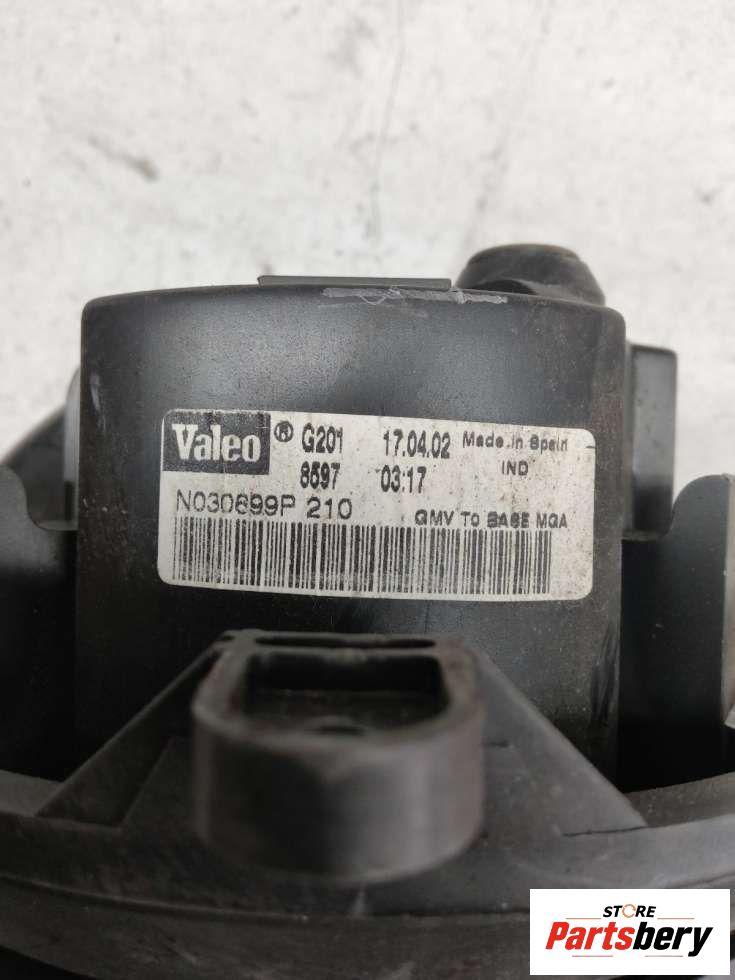 Valeo ® G201 17.04.02 Made in Spain
8597 03:17 IND
N030699P 210 GMV TO BASE MQA
STORE
Partsbery